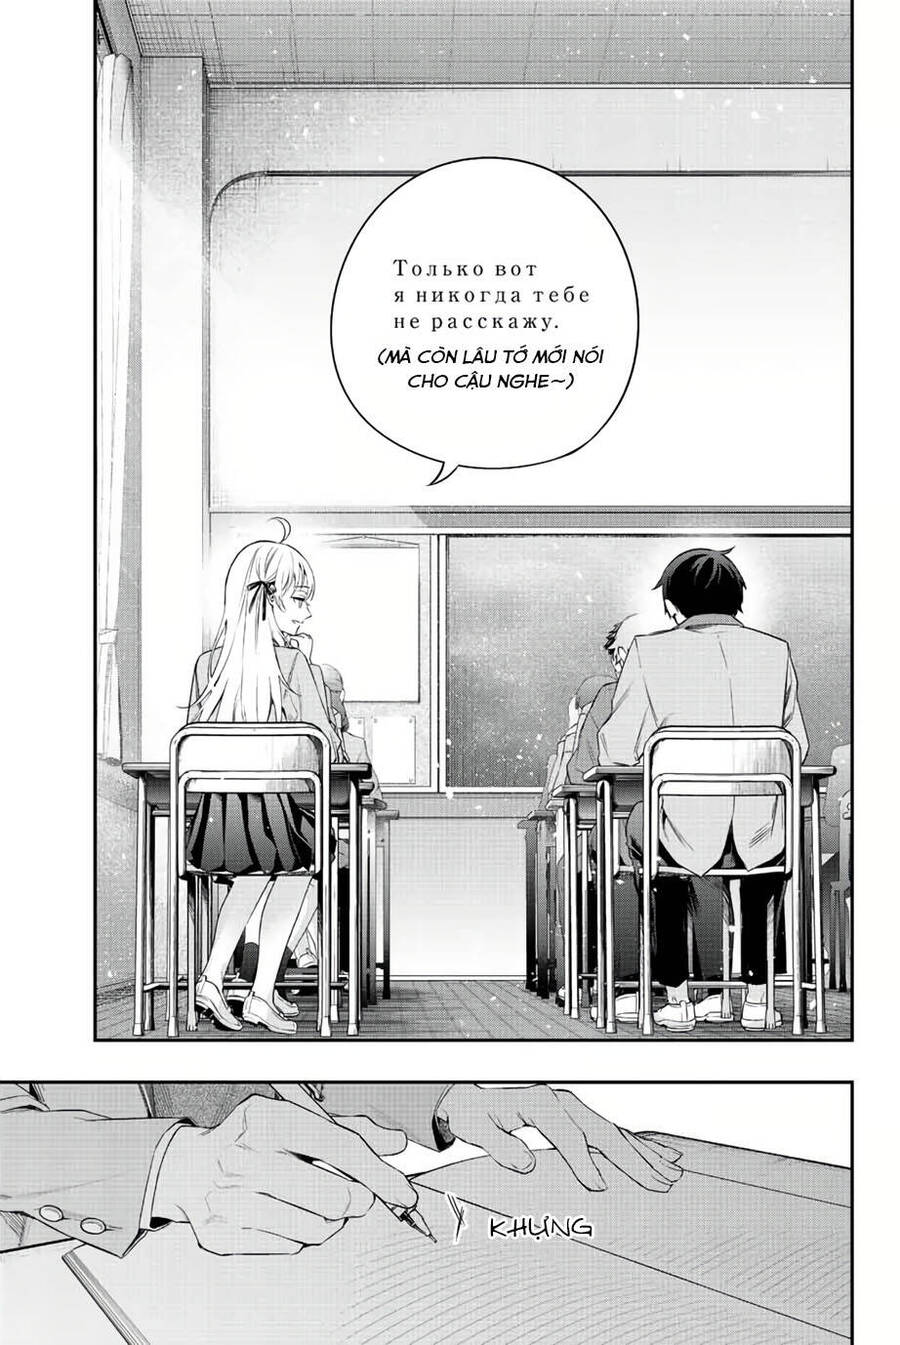 Только вот
я никогда тебе
не расскажу.
(MÀ CÒN LÂU TỚ MỚI NÓI
CHO CẬU NGHE~)
KHỰNG